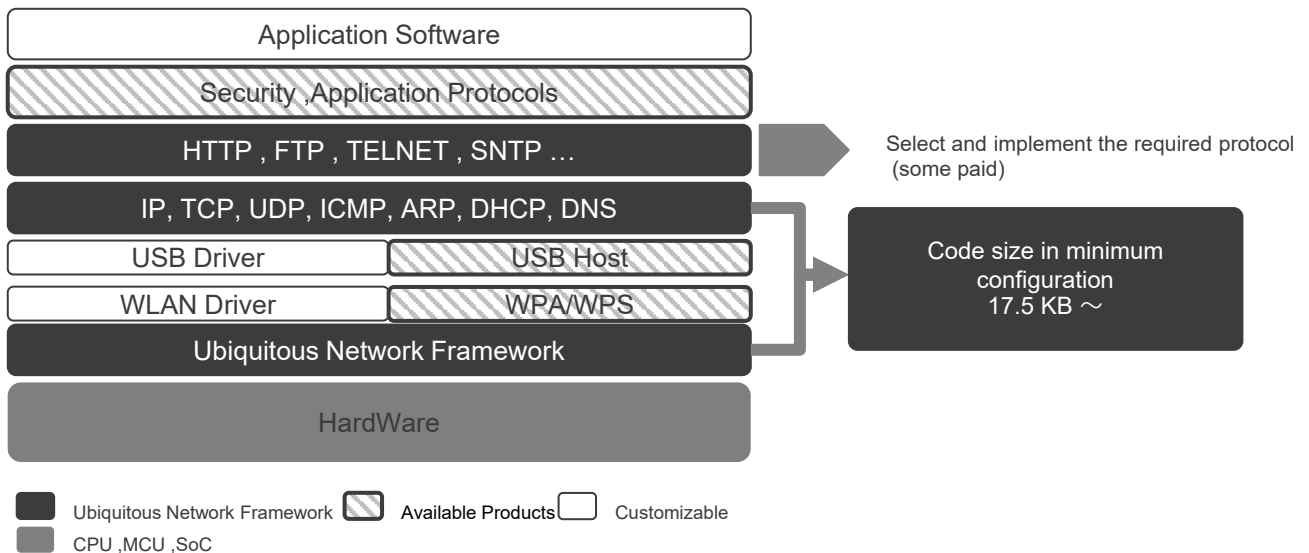 Application Software
Security ,Application Protocols
HTTP , FTP , TELNET , SNTP …
Select and implement the required protocol
(some paid)
IP, TCP, UDP, ICMP, ARP, DHCP, DNS
USB Driver
USB Host
WLAN Driver
WPA/WPS
Code size in minimum
configuration
17.5 KB ～
Ubiquitous Network Framework
HardWare
Ubiquitous Network Framework
Available Products
Customizable
CPU ,MCU ,SoC